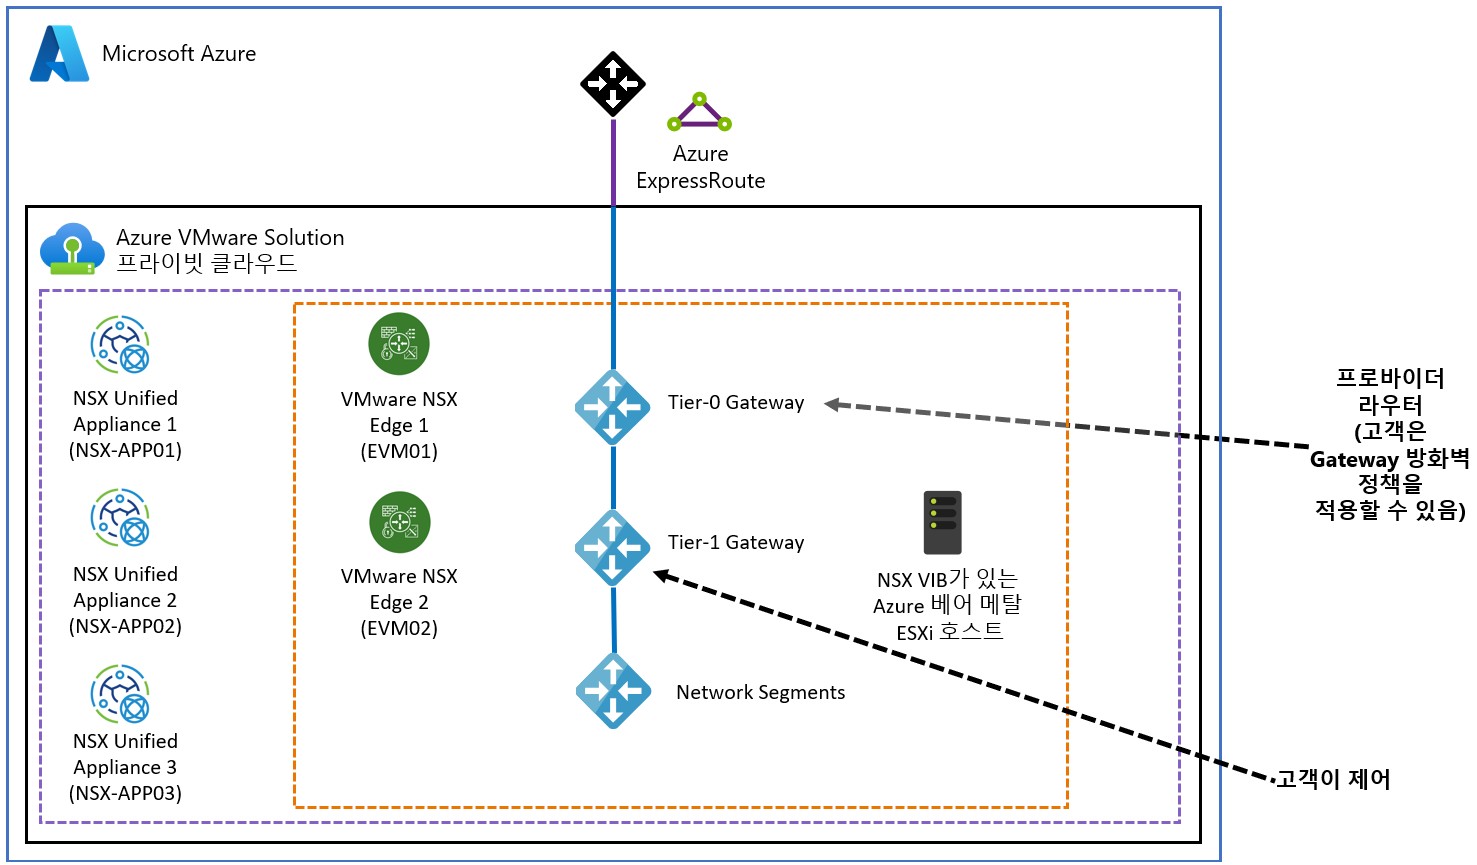 Microsoft Azure
Azure
ExpressRoute
Azure VMware Solution
프라이빗 클라우드
NSX Unified
Appliance 1
(NSX-APP01)
VMware NSX
Edge 1
(EVM01)
Tier-0 Gateway
프로바이더
라우터
(고객은
Gateway 방화벽
정책을
적용할 수 있음)
NSX Unified
Appliance 2
(NSX-APP02)
VMware NSX
Edge 2
(EVM02)
Tier-1 Gateway
NSX VIB가 있는
Azure 베어 메탈
ESXi 호스트
Network Segments
NSX Unified
Appliance 3
(NSX-APP03)
고객이 제어